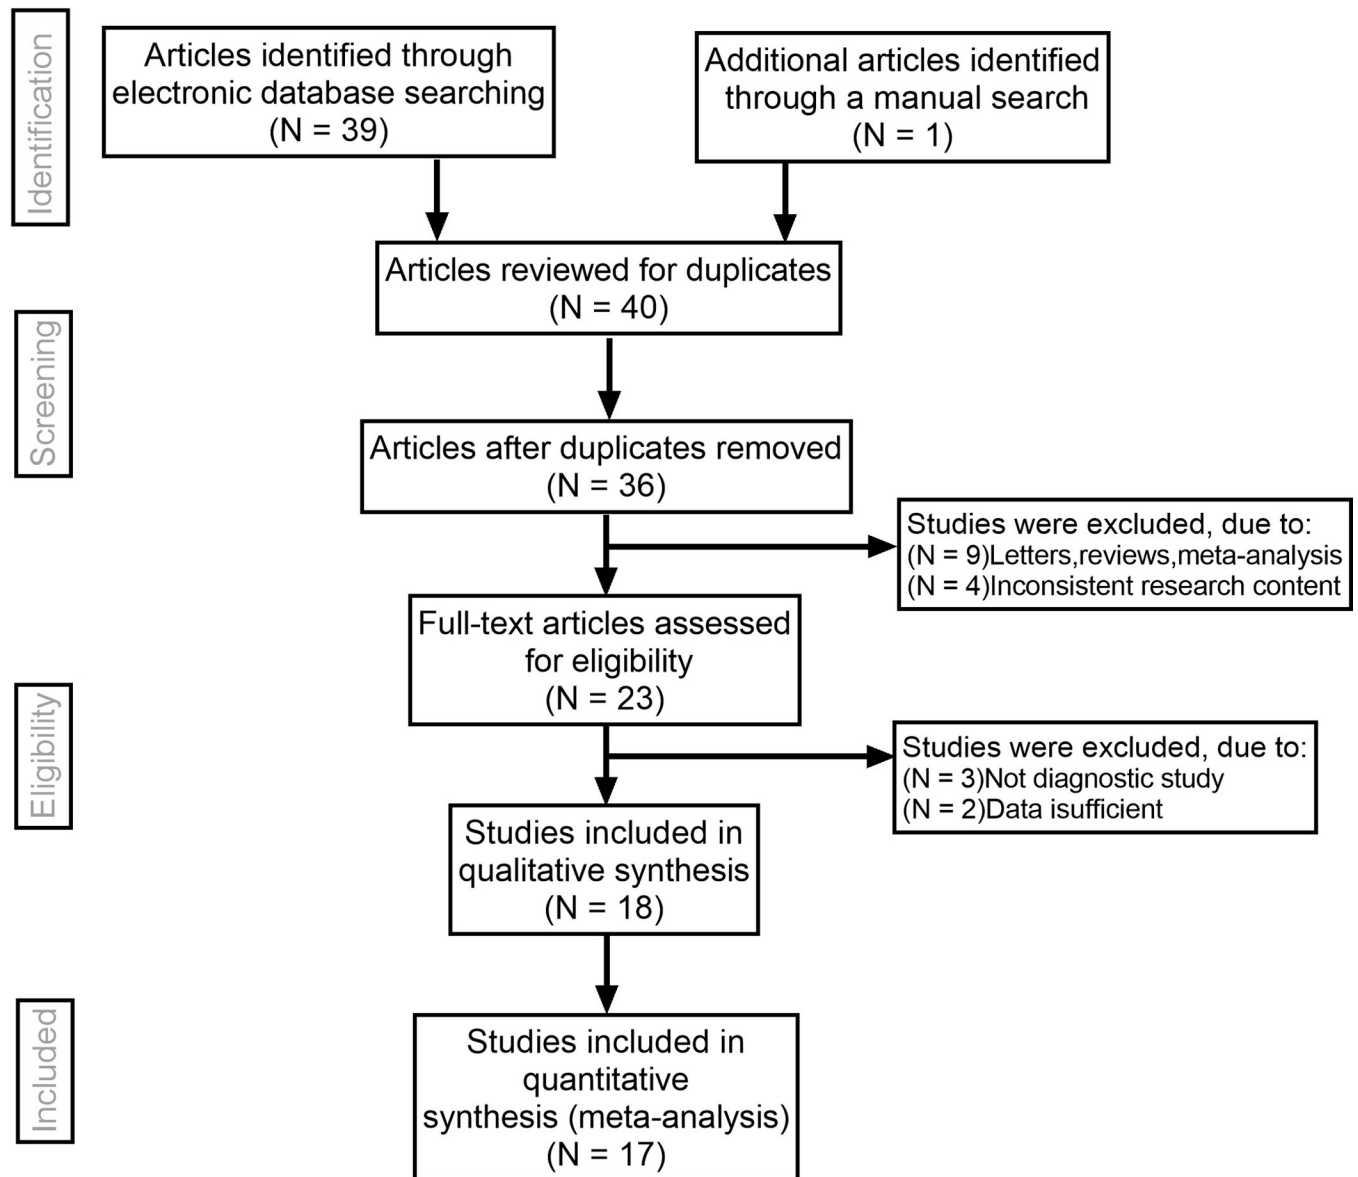 Identification
Articles identified through
electronic database searching
(N = 39)
Additional articles identified
through a manual search
(N = 1)
Articles reviewed for duplicates
(N = 40)
Screening
Articles after duplicates removed
(N = 36)
Studies were excluded, due to:
(N = 9)Letters,reviews,meta-analysis
(N = 4)Inconsistent research content
Full-text articles assessed
for eligibility
(N = 23)
Eligibility
Studies were excluded, due to:
(N = 3)Not diagnostic study
(N = 2)Data isufficient
Studies included in
qualitative synthesis
(N = 18)
Included
Studies included in
quantitative
synthesis (meta-analysis)
(N = 17)